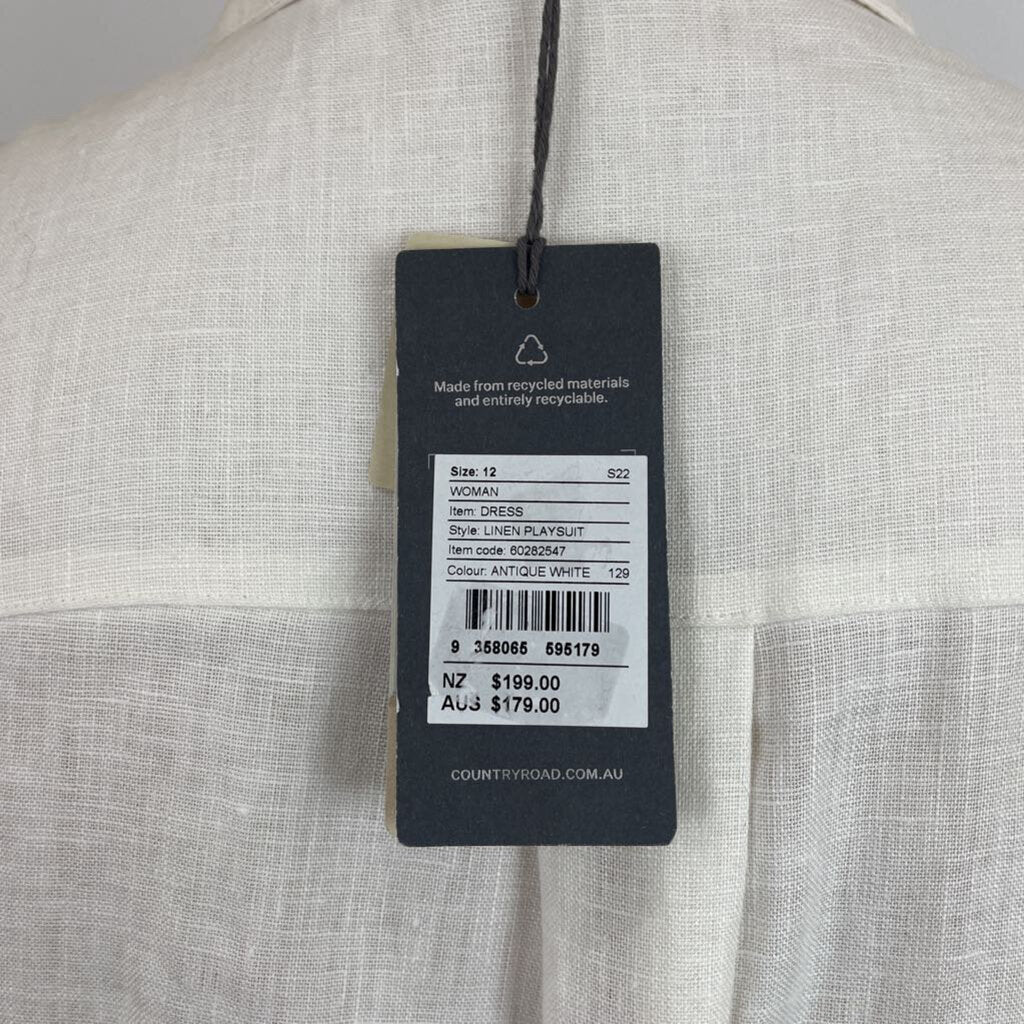 Made from recycled materials
and entirely recyclable.
Size: 12 S22
WOMAN
Item: DRESS
Style: LINEN PLAYSUIT
Item code: 60282547
Colour: ANTIQUE WHITE 129
9 358065 595179
NZ $199.00
AUS $179.00
COUNTRYROAD.COM.AU